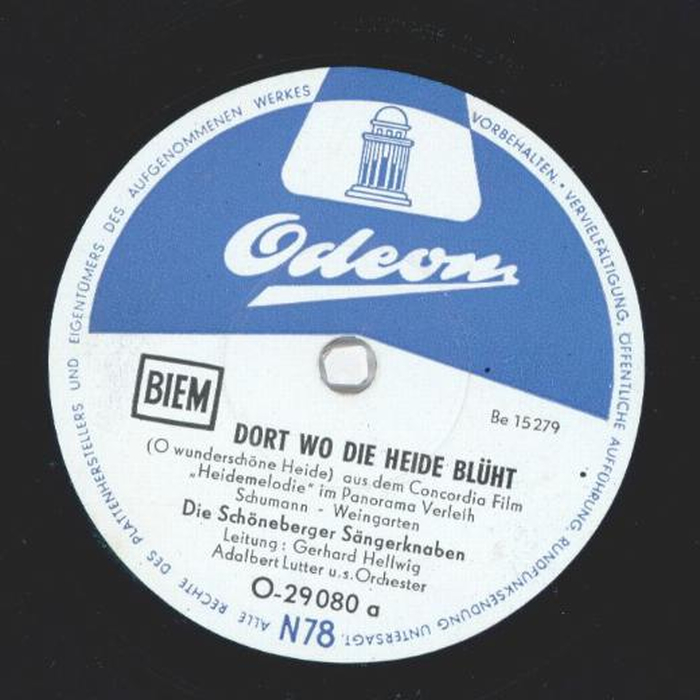 ALLE RECHTE DES PLATTENHERSTELLERS UND EIGENTÜMERS DES AUFGENOMMENEN WERKES VORBEHALTEN. • VERVIELFÄLTIGUNG, ÖFFENTLICHE AUFFÜHRUNG, RUNDFUNKSENDUNG UNTERSAGT.
Odeon
BIEM
Be 15279
DORT WO DIE HEIDE BLÜHT
(O wunderschöne Heide) aus dem Concordia Film
„Heidemelodie" im Panorama Verleih
Schumann - Weingarten
Die Schöneberger Sängerknaben
Leitung: Gerhard Hellwig
Adalbert Lutter u.s. Orchester
O-29080 a
N78